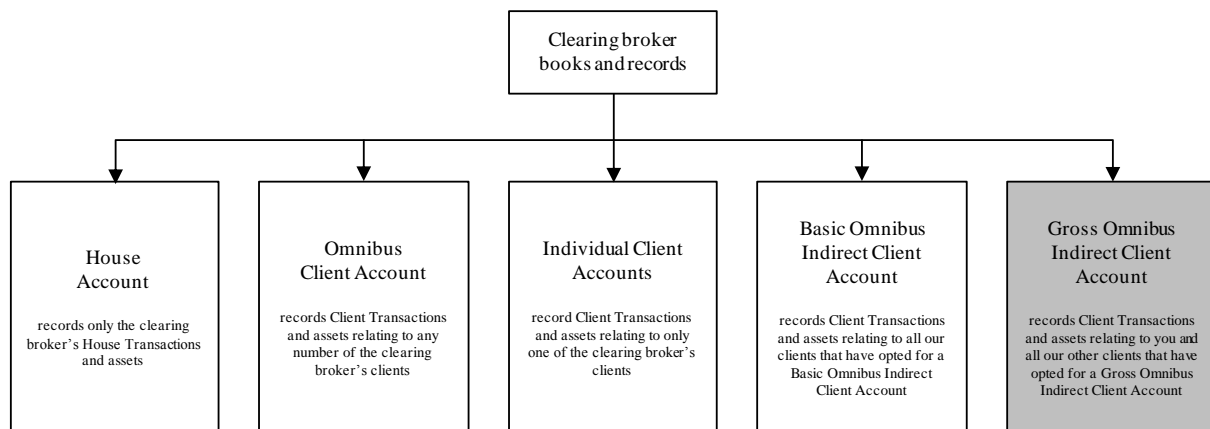 Clearing broker
books and records
House
Account
records only the clearing
broker's House Transactions
and assets
Omnibus
Client Account
records Client Transactions
and assets relating to any
number of the clearing
broker's clients
Individual Client
Accounts
record Client Transactions
and assets relating to only
one of the clearing broker's
clients
Basic Omnibus
Indirect Client
Account
records Client Transactions
and assets relating to all our
clients that have opted for a
Basic Omnibus Indirect
Client Account
Gross Omnibus
Indirect Client
Account
records Client Transactions
and assets relating to you and
all our other clients that have
opted for a Gross Omnibus
Indirect Client Account